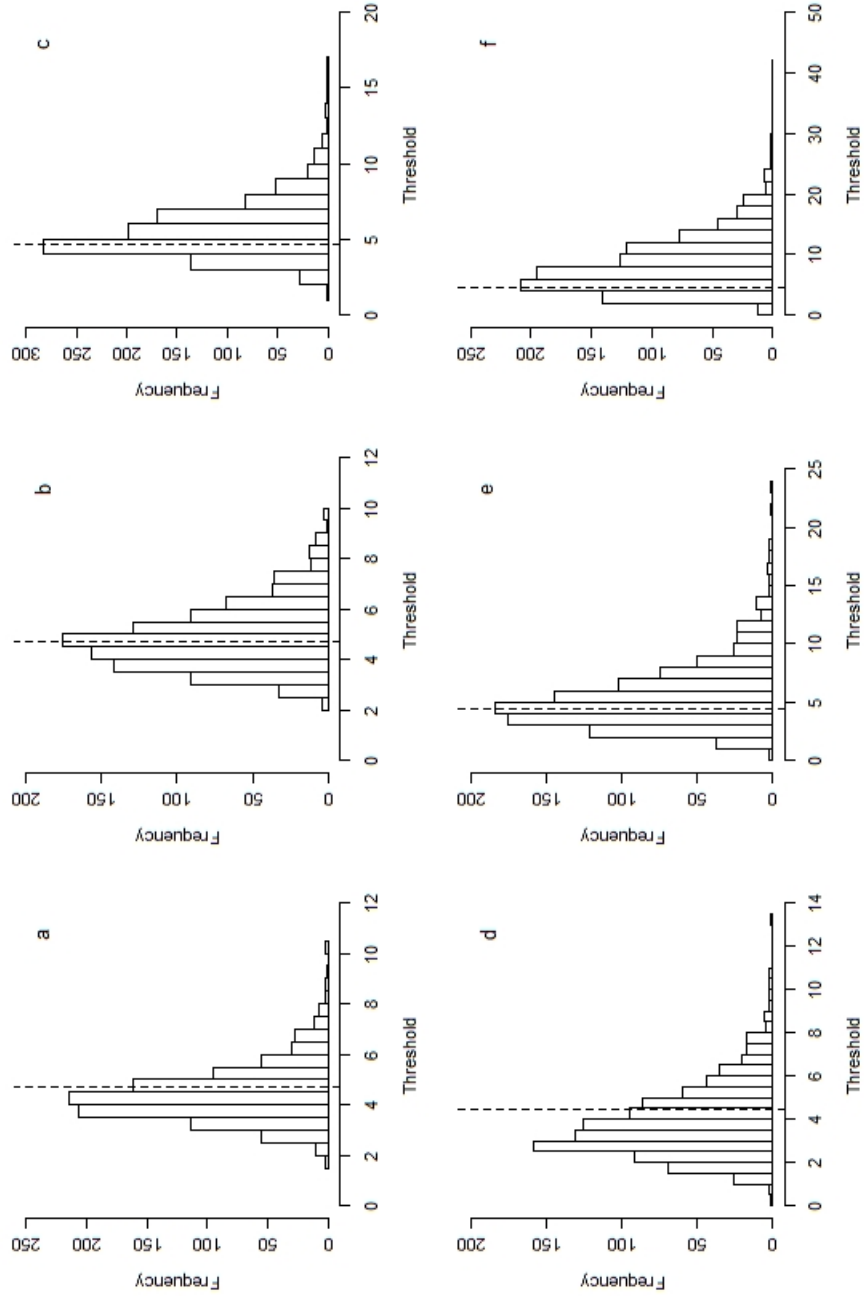 a
Frequency
0 50 100 150 200 250
0 2 4 6 8 10 12
Threshold
b
Frequency
0 50 100 150 200
0 2 4 6 8 10 12
Threshold
c
Frequency
0 50 100 150 200 250 300
0 5 10 15 20
Threshold
d
Frequency
0 50 100 150 200
0 2 4 6 8 10 12 14
Threshold
e
Frequency
0 50 100 150 200
0 5 10 15 20 25
Threshold
f
Frequency
0 50 100 150 200 250
0 10 20 30 40 50
Threshold